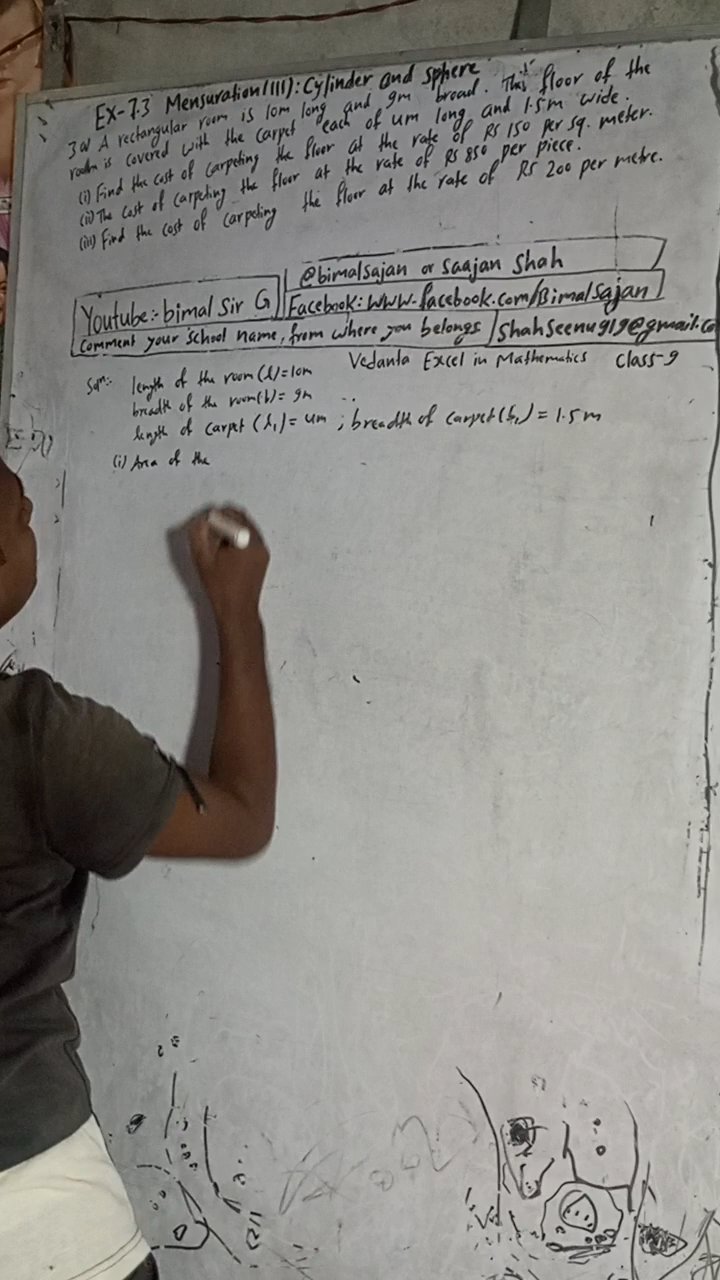 Ex-7.3 Mensuration(III): Cylinder and sphere
3a) A rectangular room is 10m long and 9m broad. This floor of the
room is covered with the carpet each of 4m long and 1.5m wide.
(i) Find the cost of carpeting the floor at the rate of RS 150 per sq. meter.
(ii) The cost of carpeting the floor at the rate of RS 850 per piece.
(iii) Find the cost of carpeting the floor at the rate of RS 200 per metre.
@bimalsajan or Saajan Shah
Youtube:- bimal Sir G
Facebook: WWW.facebook.com/Bimalsajan
Comment your school name, from where you belongs
Shahseenu919@gmail.co
Vedanta Excel in Mathematics Class-9
Soln:- length of the room (l) = 10m
breadth of the room(b) = 9m
length of carpet (l1) = 4m ; breadth of carpet(b1) = 1.5m
(i) Area of the